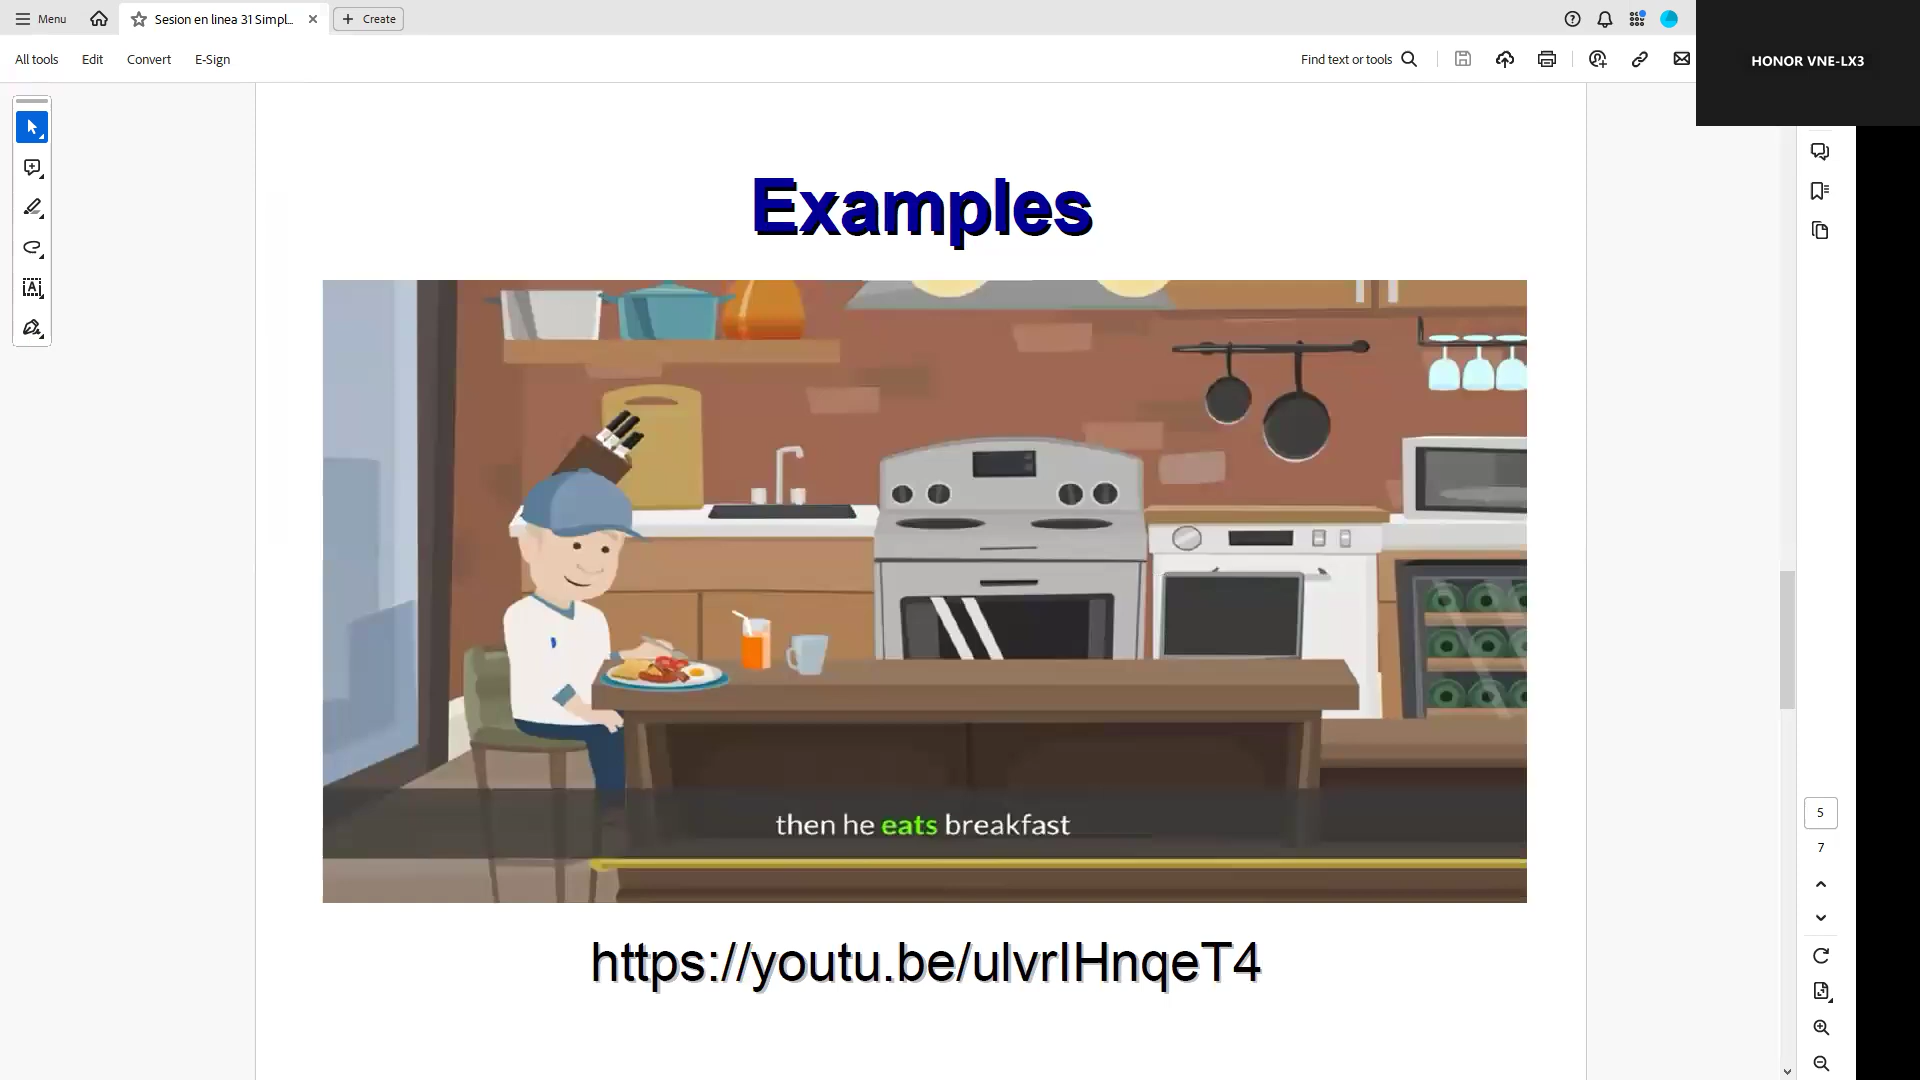 Menu
Sesion en linea 31 Simpl...
Create
All tools
Edit
Convert
E-Sign
Find text or tools
HONOR VNE-LX3
Examples
then he eats breakfast
https://youtu.be/ulvrIHnqeT4
5
7